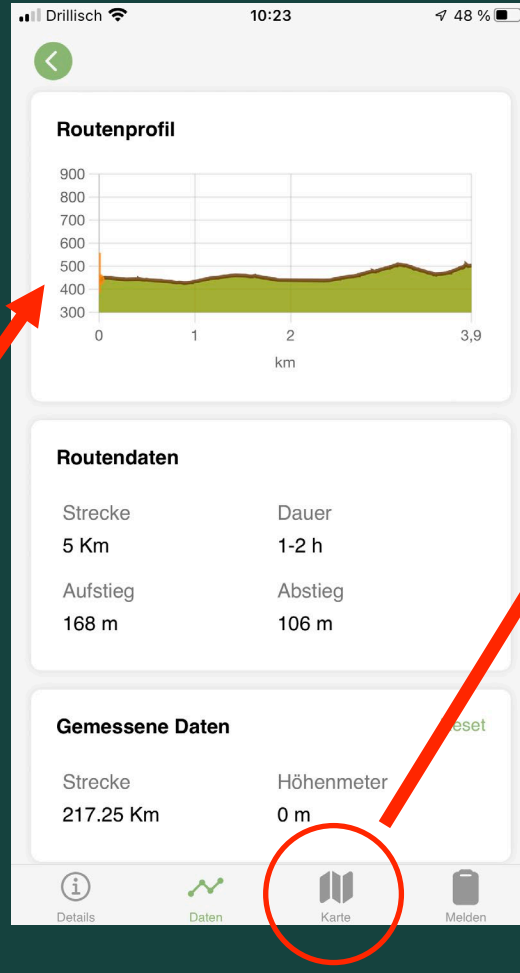 Drillisch 10:23 48 %
Routenprofil
900
800
700
600
500
400
300
0 1 2 3,9
km
Routendaten
Strecke Dauer
5 Km 1-2 h
Aufstieg Abstieg
168 m 106 m
Gemessene Daten eset
Strecke Höhenmeter
217.25 Km 0 m
Details Daten Karte Melden